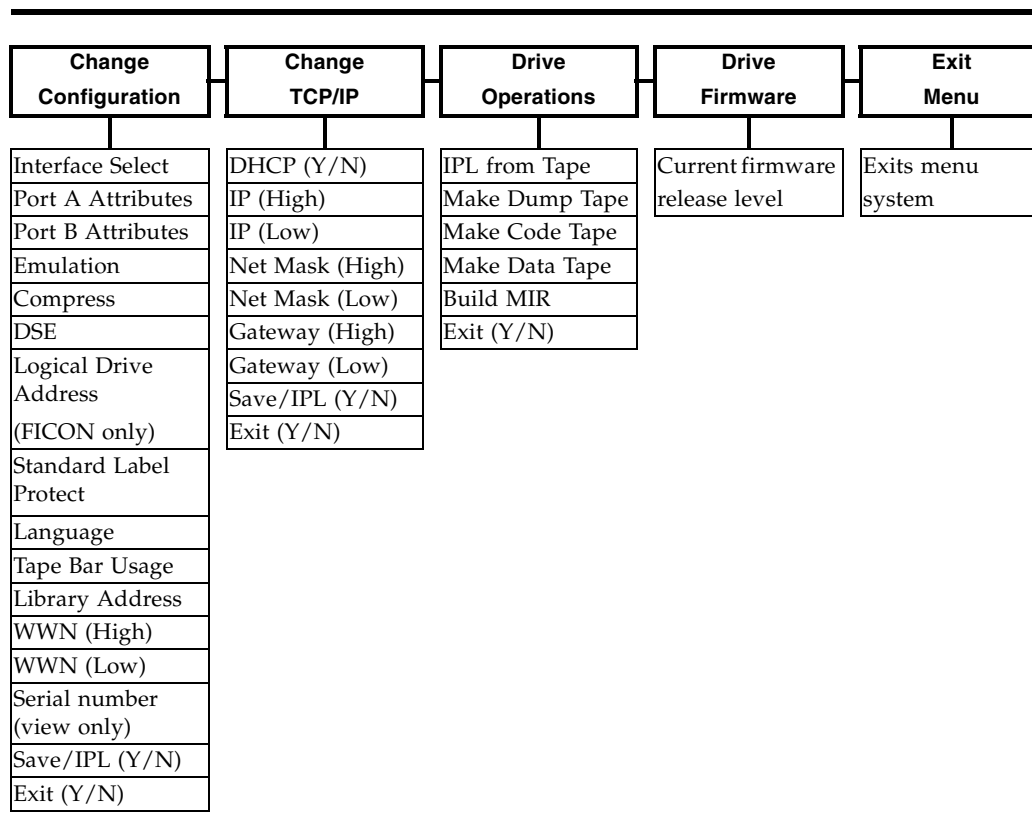 Change
Configuration
Change
TCP/IP
Drive
Operations
Drive
Firmware
Exit
Menu
Interface Select
Port A Attributes
Port B Attributes
Emulation
Compress
DSE
Logical Drive
Address
(FICON only)
Standard Label
Protect
Language
Tape Bar Usage
Library Address
WWN (High)
WWN (Low)
Serial number
(view only)
Save/IPL (Y/N)
Exit (Y/N)
DHCP (Y/N)
IP (High)
IP (Low)
Net Mask (High)
Net Mask (Low)
Gateway (High)
Gateway (Low)
Save/IPL (Y/N)
Exit (Y/N)
IPL from Tape
Make Dump Tape
Make Code Tape
Make Data Tape
Build MIR
Exit (Y/N)
Current firmware
release level
Exits menu
system